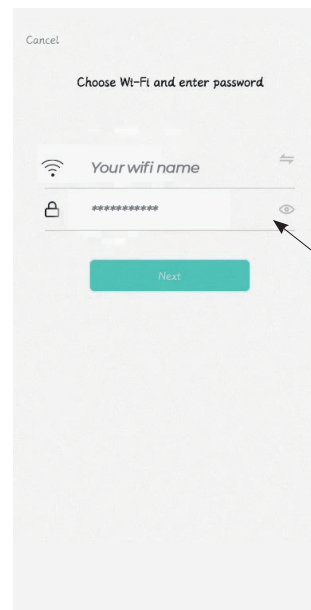 Cancel
Choose Wi-Fi and enter password
Your wifi name
***********
Next